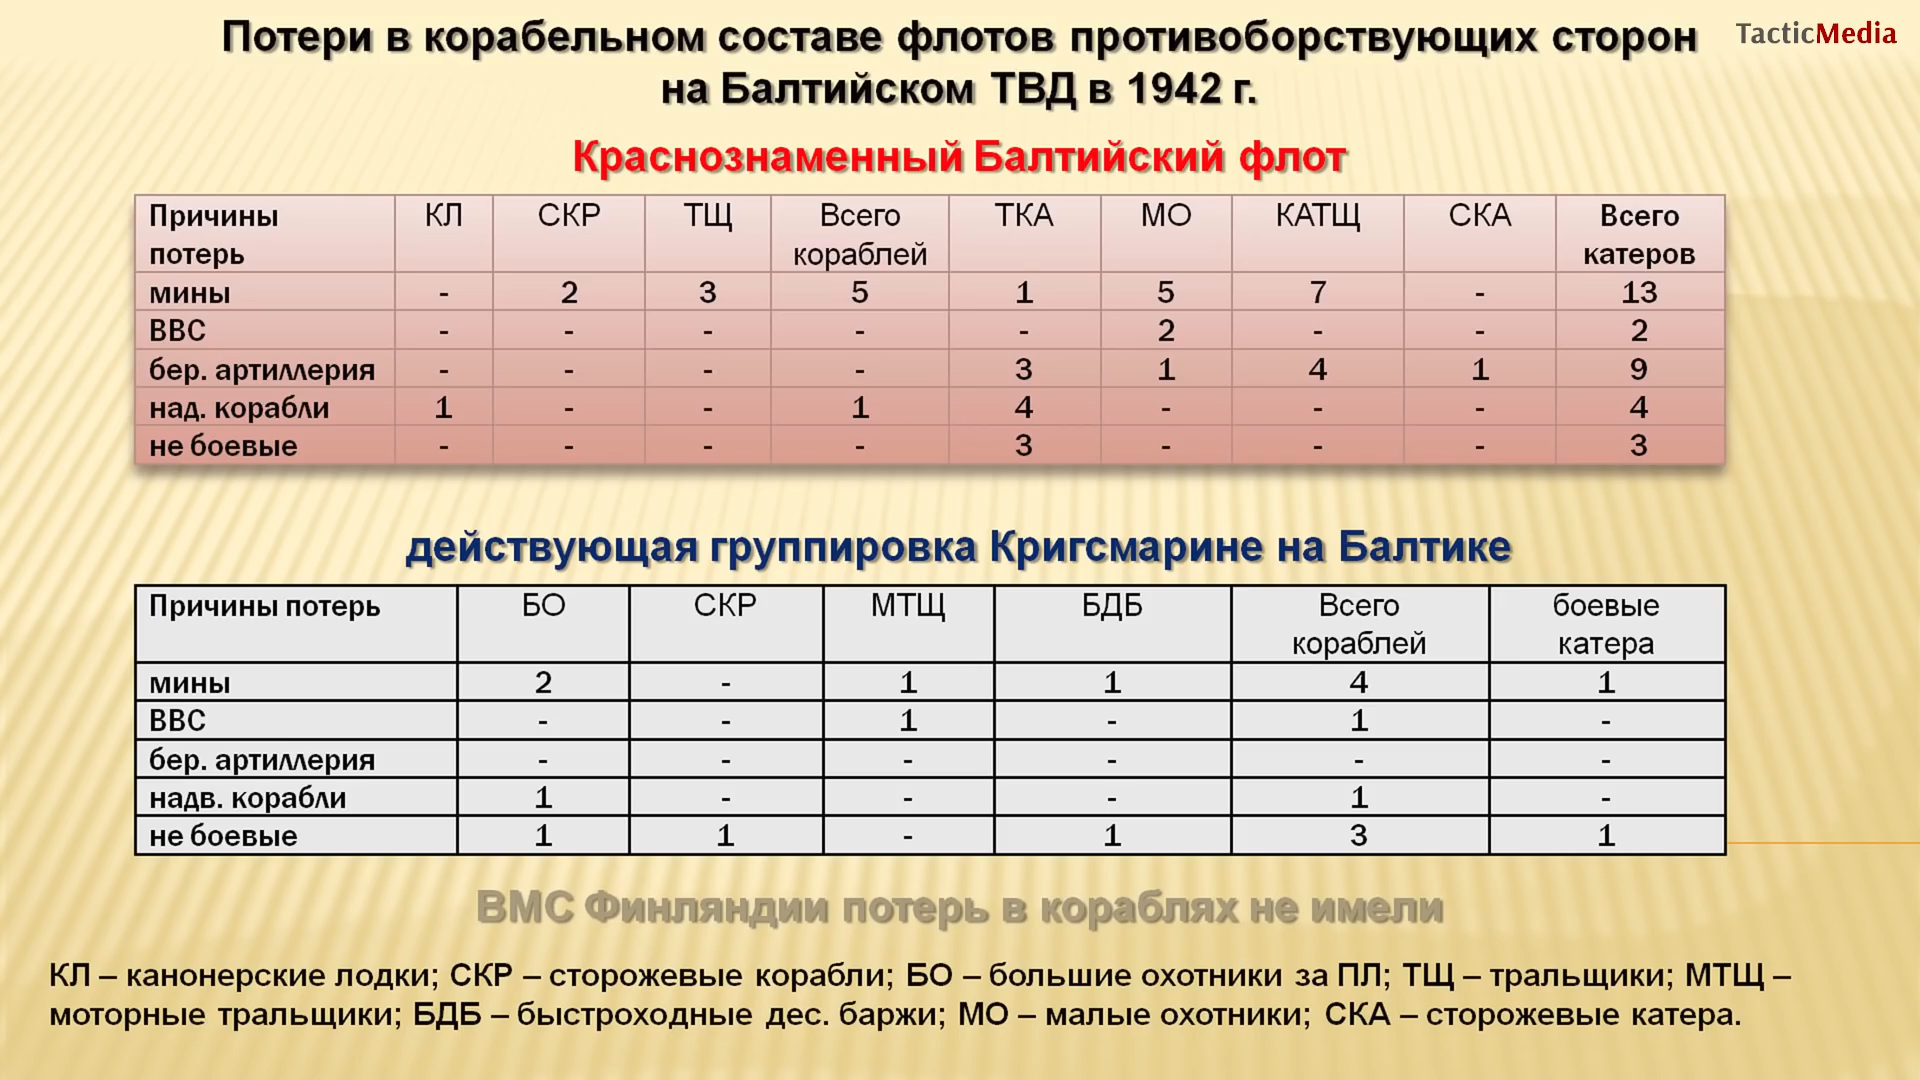 Потери в корабельном составе флотов противоборствующих сторон
на Балтийском ТВД в 1942 г.
TacticMedia
Краснознаменный Балтийский флот
Причины потерь КЛ СКР ТЩ Всего кораблей ТКА МО КАТЩ СКА Всего катеров
мины - 2 3 5 1 5 7 - 13
ВВС - - - - - 2 - - 2
бер. артиллерия - - - - 3 1 4 1 9
над. корабли 1 - - 1 4 - - - 4
не боевые - - - - 3 - - - 3
действующая группировка Кригсмарине на Балтике
Причины потерь БО СКР МТЩ БДБ Всего кораблей боевые катера
мины 2 - 1 1 4 1
ВВС - - 1 - 1 -
бер. артиллерия - - - - - -
надв. корабли 1 - - - 1 -
не боевые 1 1 - 1 3 1
ВМС Финляндии потерь в кораблях не имели
КЛ – канонерские лодки; СКР – сторожевые корабли; БО – большие охотники за ПЛ; ТЩ – тральщики; МТЩ –
моторные тральщики; БДБ – быстроходные дес. баржи; МО – малые охотники; СКА – сторожевые катера.